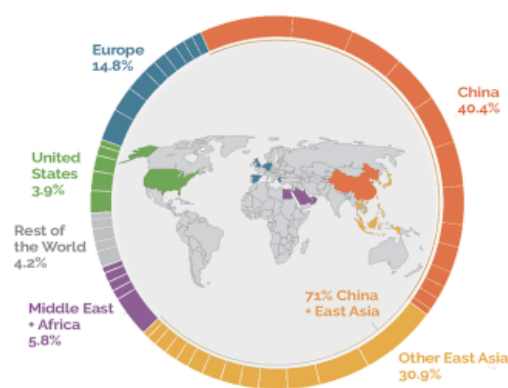 Europe
14.8%
China
40.4%
United
States
3.9%
Rest of
the World
4.2%
Middle East
+ Africa
5.8%
71% China
+ East Asia
Other East Asia
30.9%